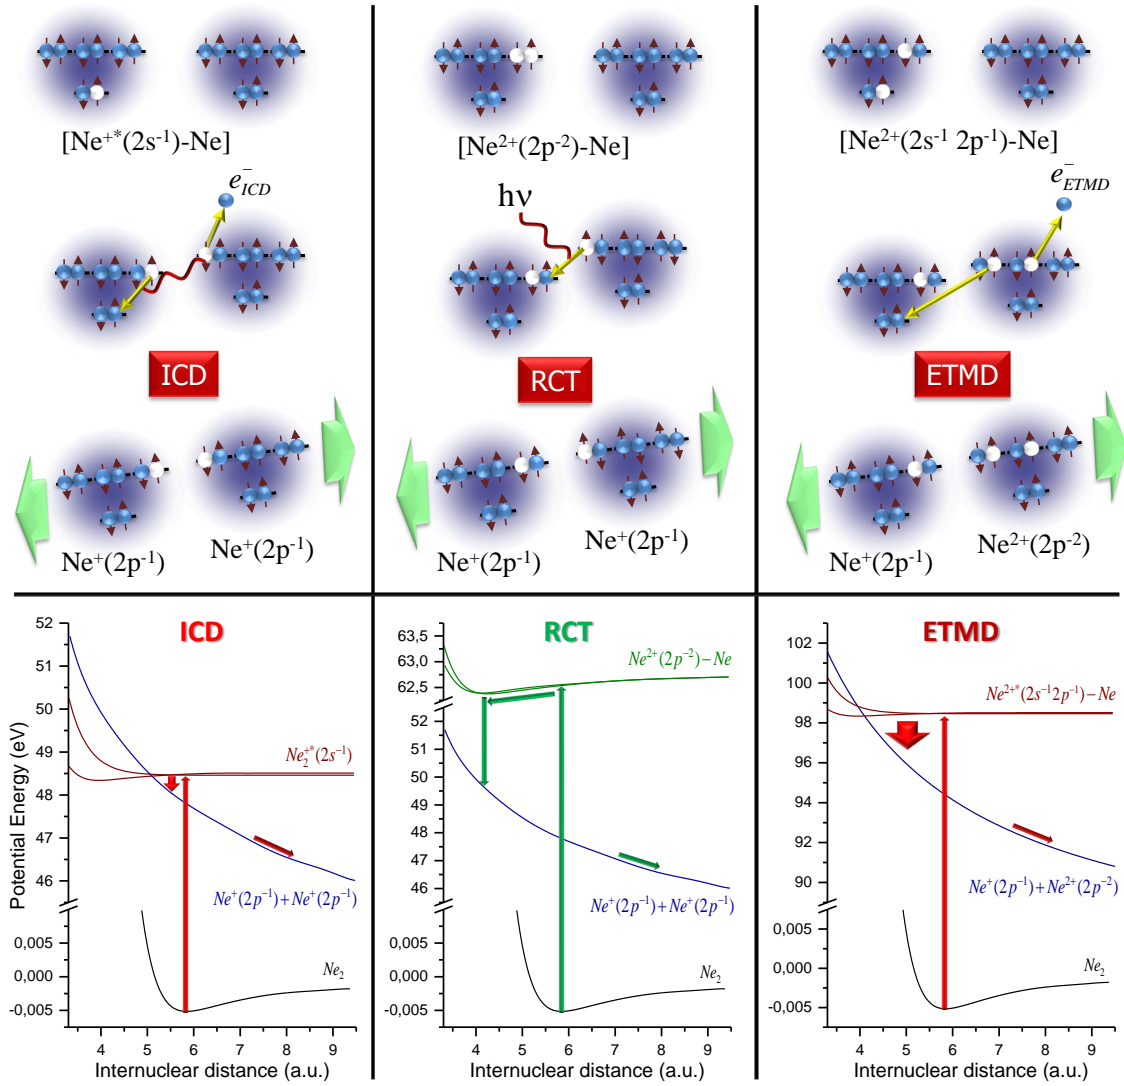 [Ne⁺*(2s⁻¹)-Ne]
e⁻ICD
ICD
Ne⁺(2p⁻¹)
Ne⁺(2p⁻¹)
[Ne²⁺(2p⁻²)-Ne]
hν
RCT
Ne⁺(2p⁻¹)
Ne⁺(2p⁻¹)
[Ne²⁺(2s⁻¹ 2p⁻¹)-Ne]
e⁻ETMD
ETMD
Ne⁺(2p⁻¹)
Ne²⁺(2p⁻²)
ICD
Potential Energy (eV)
52
51
50
49
48
47
46
0,005
0,000
-0,005
Ne₂⁺*(2s⁻¹)
Ne⁺(2p⁻¹)+Ne⁺(2p⁻¹)
Ne₂
4 5 6 7 8 9
Internuclear distance (a.u.)
RCT
63,5
63,0
62,5
52
51
50
49
48
47
46
0,005
0,000
-0,005
Ne²⁺(2p⁻²)–Ne
Ne⁺(2p⁻¹)+Ne⁺(2p⁻¹)
Ne₂
4 5 6 7 8 9
Internuclear distance (a.u.)
ETMD
102
100
98
96
94
92
90
0,005
0,000
-0,005
Ne²⁺*(2s⁻¹2p⁻¹)–Ne
Ne⁺(2p⁻¹)+Ne²⁺(2p⁻²)
Ne₂
4 5 6 7 8 9
Internuclear distance (a.u.)